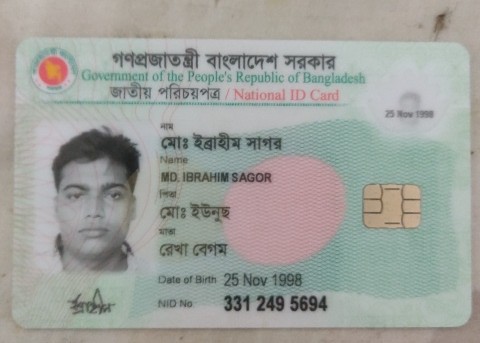 গণপ্রজাতন্ত্রী বাংলাদেশ সরকার
Government of the People's Republic of Bangladesh
জাতীয় পরিচয়পত্র / National ID Card
25 Nov 1998
নাম
মোঃ ইব্রাহীম সাগর
Name
MD. IBRAHIM SAGOR
পিতা
মোঃ ইউনুছ
মাতা
রেখা বেগম
Date of Birth 25 Nov 1998
NID No 331 249 5694